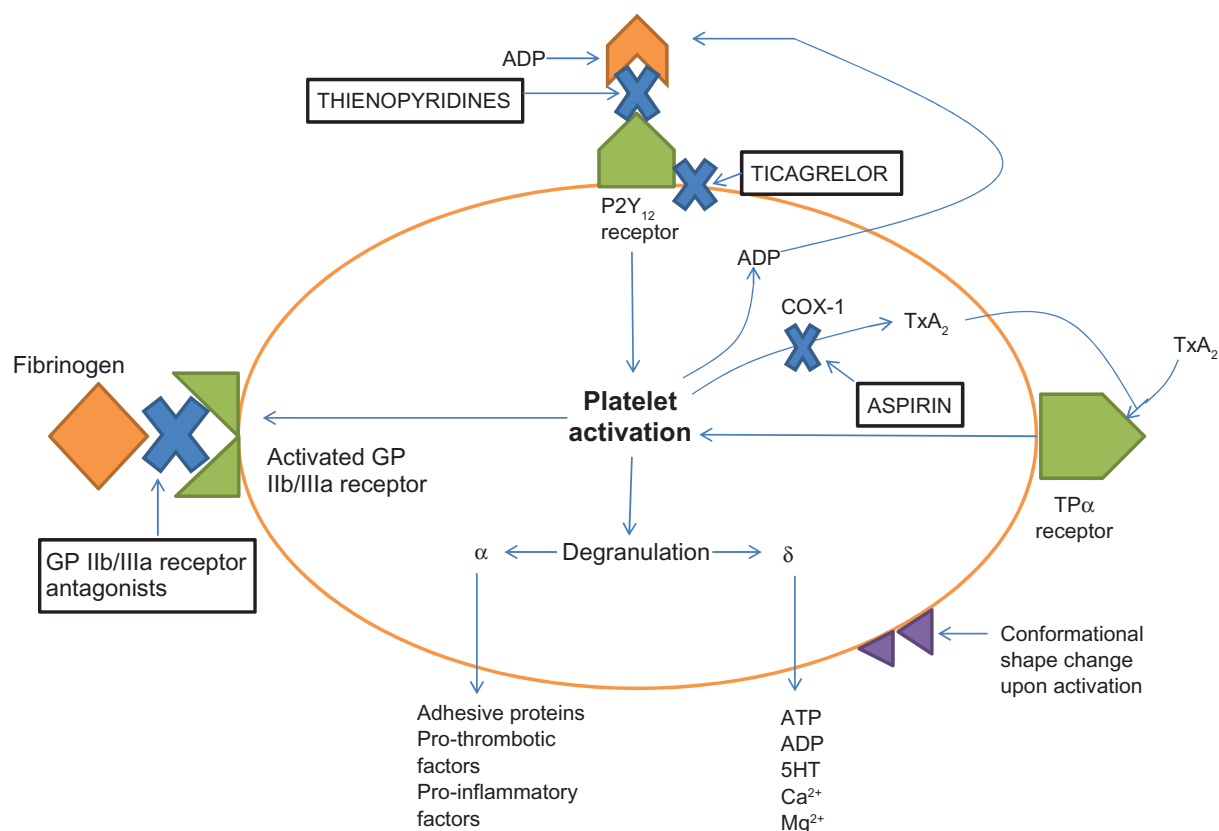 ADP
THIENOPYRIDINES
TICAGRELOR
P2Y₁₂
receptor
ADP
COX-1
TxA₂
TxA₂
Fibrinogen
ASPIRIN
Platelet
activation
Activated GP
IIb/IIIa receptor
TPα
receptor
GP IIb/IIIa receptor
antagonists
α
Degranulation
δ
Conformational
shape change
upon activation
Adhesive proteins
Pro-thrombotic
factors
Pro-inflammatory
factors
ATP
ADP
5HT
Ca²⁺
Mg²⁺